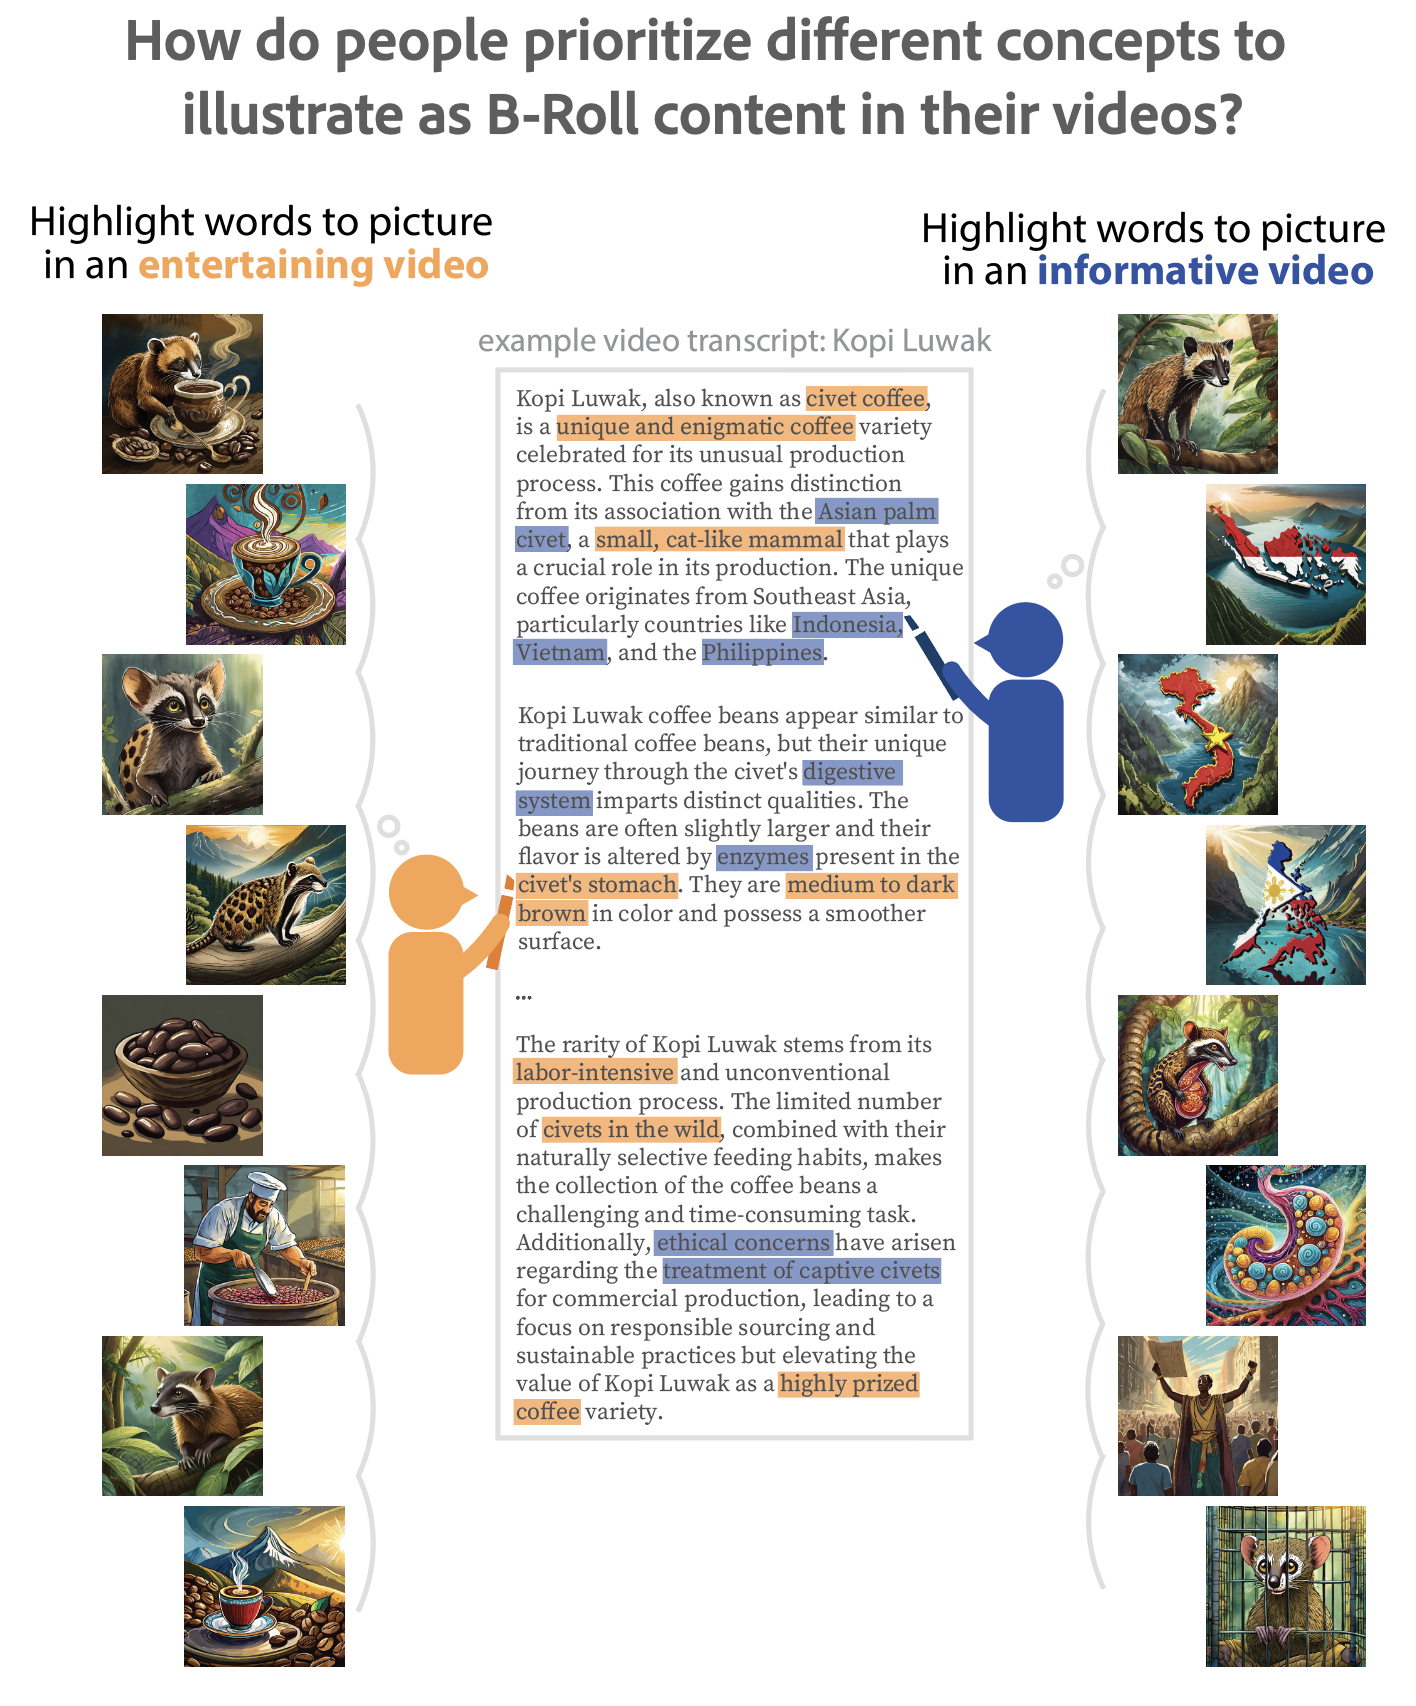 How do people prioritize different concepts to
illustrate as B-Roll content in their videos?
Highlight words to picture
in an entertaining video
Highlight words to picture
in an informative video
example video transcript: Kopi Luwak
Kopi Luwak, also known as civet coffee,
is a unique and enigmatic coffee variety
celebrated for its unusual production
process. This coffee gains distinction
from its association with the Asian palm
civet, a small, cat-like mammal that plays
a crucial role in its production. The unique
coffee originates from Southeast Asia,
particularly countries like Indonesia,
Vietnam, and the Philippines.
Kopi Luwak coffee beans appear similar to
traditional coffee beans, but their unique
journey through the civet's digestive
system imparts distinct qualities. The
beans are often slightly larger and their
flavor is altered by enzymes present in the
civet's stomach. They are medium to dark
brown in color and possess a smoother
surface.
...
The rarity of Kopi Luwak stems from its
labor-intensive and unconventional
production process. The limited number
of civets in the wild, combined with their
naturally selective feeding habits, makes
the collection of the coffee beans a
challenging and time-consuming task.
Additionally, ethical concerns have arisen
regarding the treatment of captive civets
for commercial production, leading to a
focus on responsible sourcing and
sustainable practices but elevating the
value of Kopi Luwak as a highly prized
coffee variety.